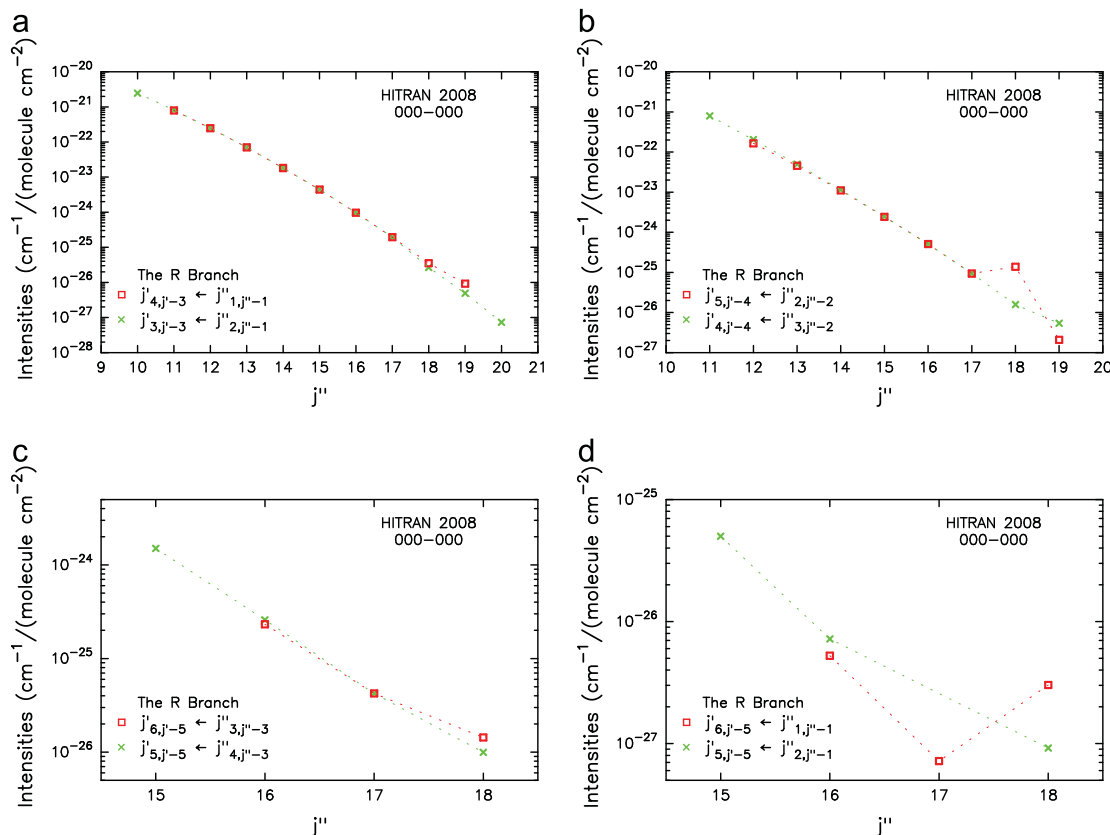 a
Intensities (cm⁻¹/(molecule cm⁻²)
10⁻²⁰
10⁻²¹
10⁻²²
10⁻²³
10⁻²⁴
10⁻²⁵
10⁻²⁶
10⁻²⁷
10⁻²⁸
HITRAN 2008
000−000
The R Branch
j'₄,ⱼ'₋₃ ← j''₁,ⱼ''₋₁
j'₃,ⱼ'₋₃ ← j''₂,ⱼ''₋₁
9 10 11 12 13 14 15 16 17 18 19 20 21
j''
b
Intensities (cm⁻¹/(molecule cm⁻²)
10⁻²⁰
10⁻²¹
10⁻²²
10⁻²³
10⁻²⁴
10⁻²⁵
10⁻²⁶
10⁻²⁷
HITRAN 2008
000−000
The R Branch
j'₅,ⱼ'₋₄ ← j''₂,ⱼ''₋₂
j'₄,ⱼ'₋₄ ← j''₃,ⱼ''₋₂
10 11 12 13 14 15 16 17 18 19 20
j''
c
Intensities (cm⁻¹/(molecule cm⁻²)
10⁻²⁴
10⁻²⁵
10⁻²⁶
HITRAN 2008
000−000
The R Branch
j'₆,ⱼ'₋₅ ← j''₃,ⱼ''₋₃
j'₅,ⱼ'₋₅ ← j''₄,ⱼ''₋₃
15 16 17 18
j''
d
Intensities (cm⁻¹/(molecule cm⁻²)
10⁻²⁵
10⁻²⁶
10⁻²⁷
HITRAN 2008
000−000
The R Branch
j'₆,ⱼ'₋₅ ← j''₁,ⱼ''₋₁
j'₅,ⱼ'₋₅ ← j''₂,ⱼ''₋₁
15 16 17 18
j''